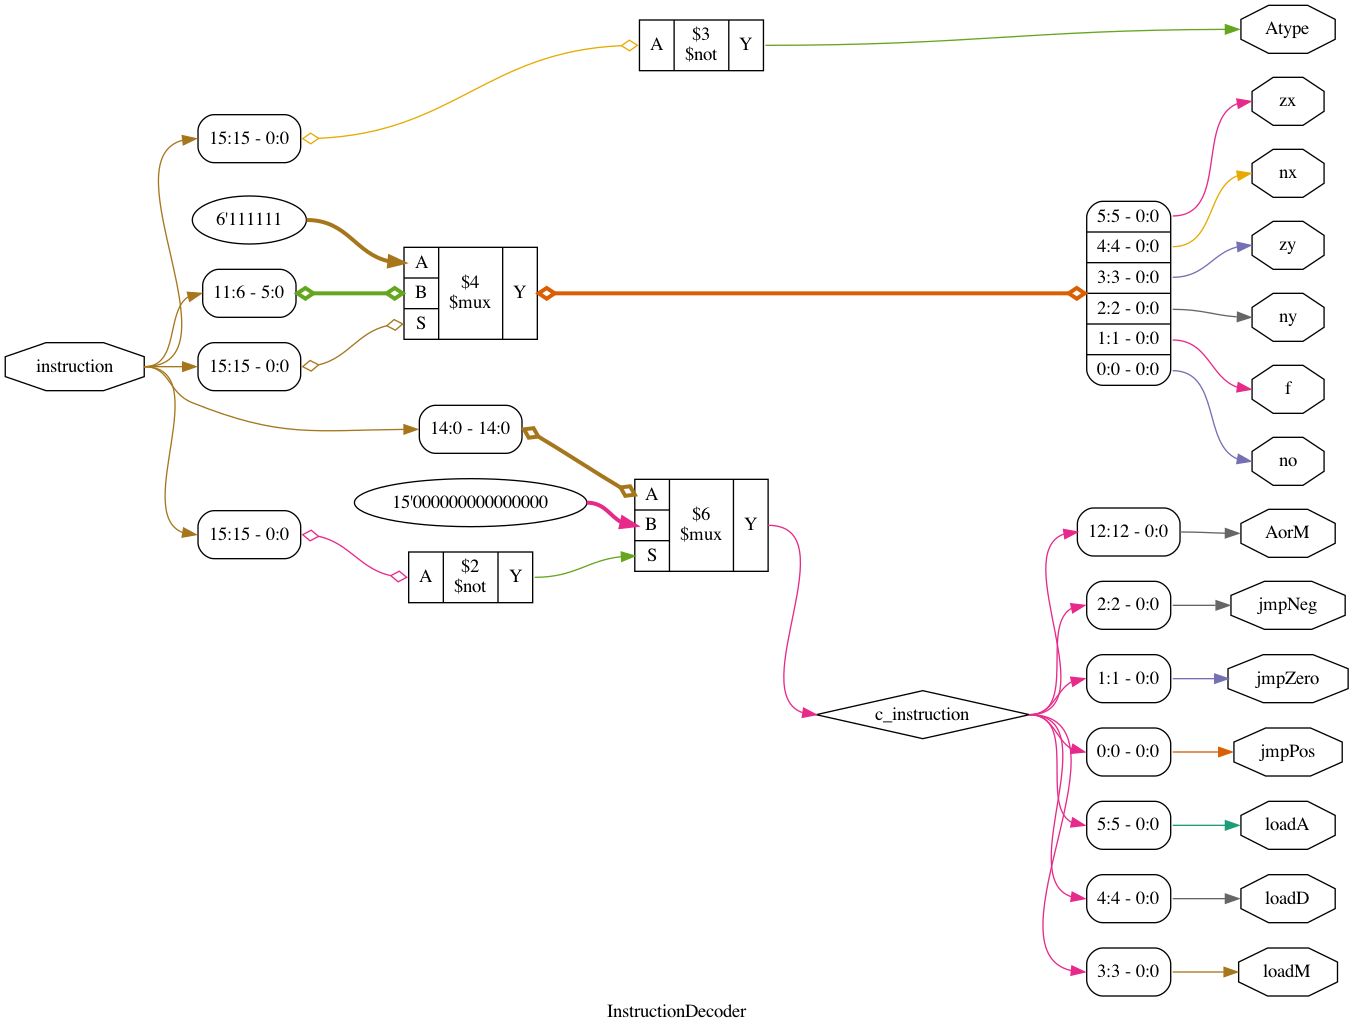 A
$3
$not
Y
Atype
15:15 - 0:0
6'111111
11:6 - 5:0
15:15 - 0:0
A
B
S
$4
$mux
Y
5:5 - 0:0
4:4 - 0:0
3:3 - 0:0
2:2 - 0:0
1:1 - 0:0
0:0 - 0:0
zx
nx
zy
ny
f
no
instruction
14:0 - 14:0
15'000000000000000
15:15 - 0:0
A
$2
$not
Y
A
B
S
$6
$mux
Y
c_instruction
12:12 - 0:0
AorM
2:2 - 0:0
jmpNeg
1:1 - 0:0
jmpZero
0:0 - 0:0
jmpPos
5:5 - 0:0
loadA
4:4 - 0:0
loadD
3:3 - 0:0
loadM
InstructionDecoder